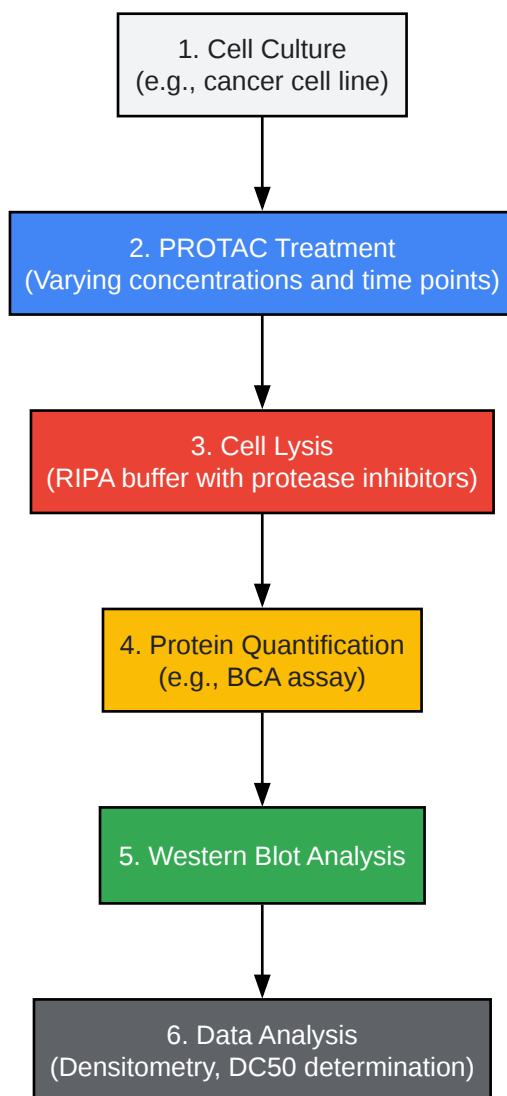 1. Cell Culture
(e.g., cancer cell line)
2. PROTAC Treatment
(Varying concentrations and time points)
3. Cell Lysis
(RIPA buffer with protease inhibitors)
4. Protein Quantification
(e.g., BCA assay)
5. Western Blot Analysis
6. Data Analysis
(Densitometry, DC50 determination)